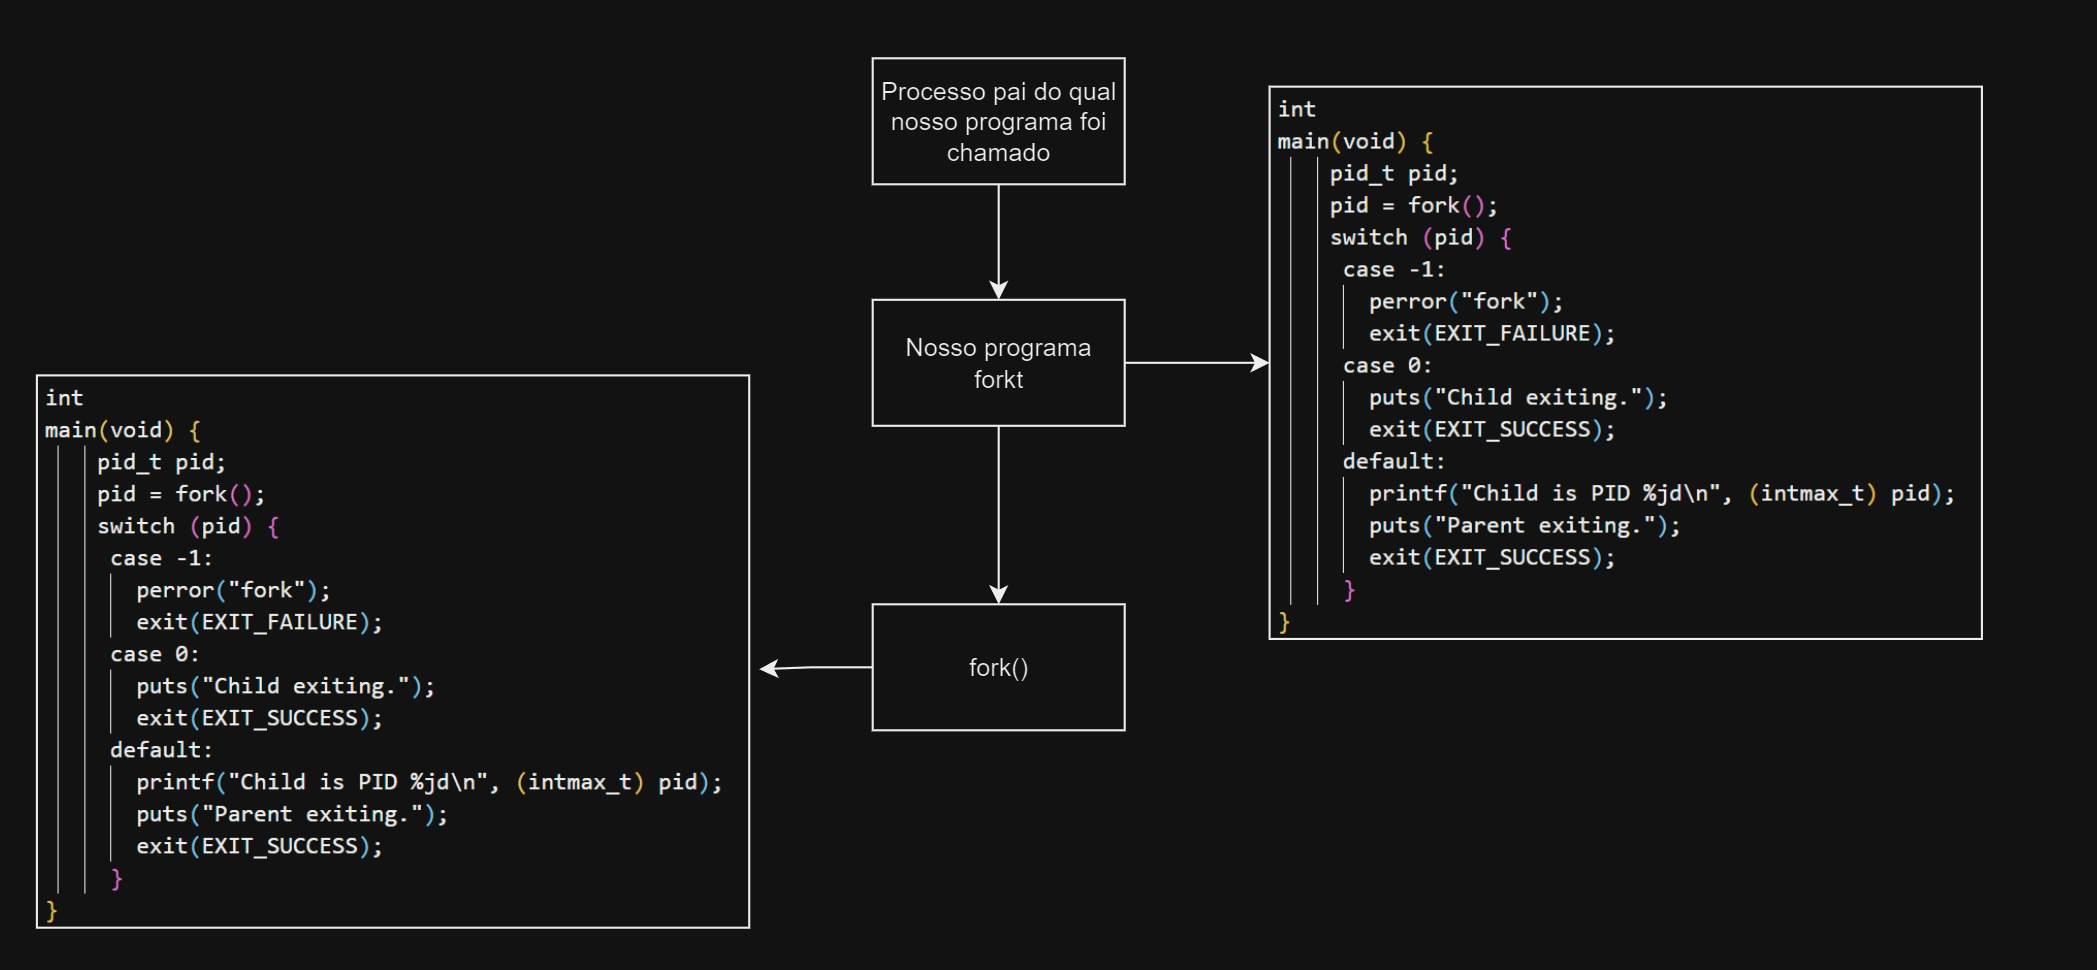 Processo pai do qual
nosso programa foi
chamado
int
main(void) {
pid_t pid;
pid = fork();
switch (pid) {
case -1:
perror("fork");
exit(EXIT_FAILURE);
case 0:
puts("Child exiting.");
exit(EXIT_SUCCESS);
default:
printf("Child is PID %jd\n", (intmax_t) pid);
puts("Parent exiting.");
exit(EXIT_SUCCESS);
}
}
Nosso programa
forkt
int
main(void) {
pid_t pid;
pid = fork();
switch (pid) {
case -1:
perror("fork");
exit(EXIT_FAILURE);
case 0:
puts("Child exiting.");
exit(EXIT_SUCCESS);
default:
printf("Child is PID %jd\n", (intmax_t) pid);
puts("Parent exiting.");
exit(EXIT_SUCCESS);
}
}
fork()